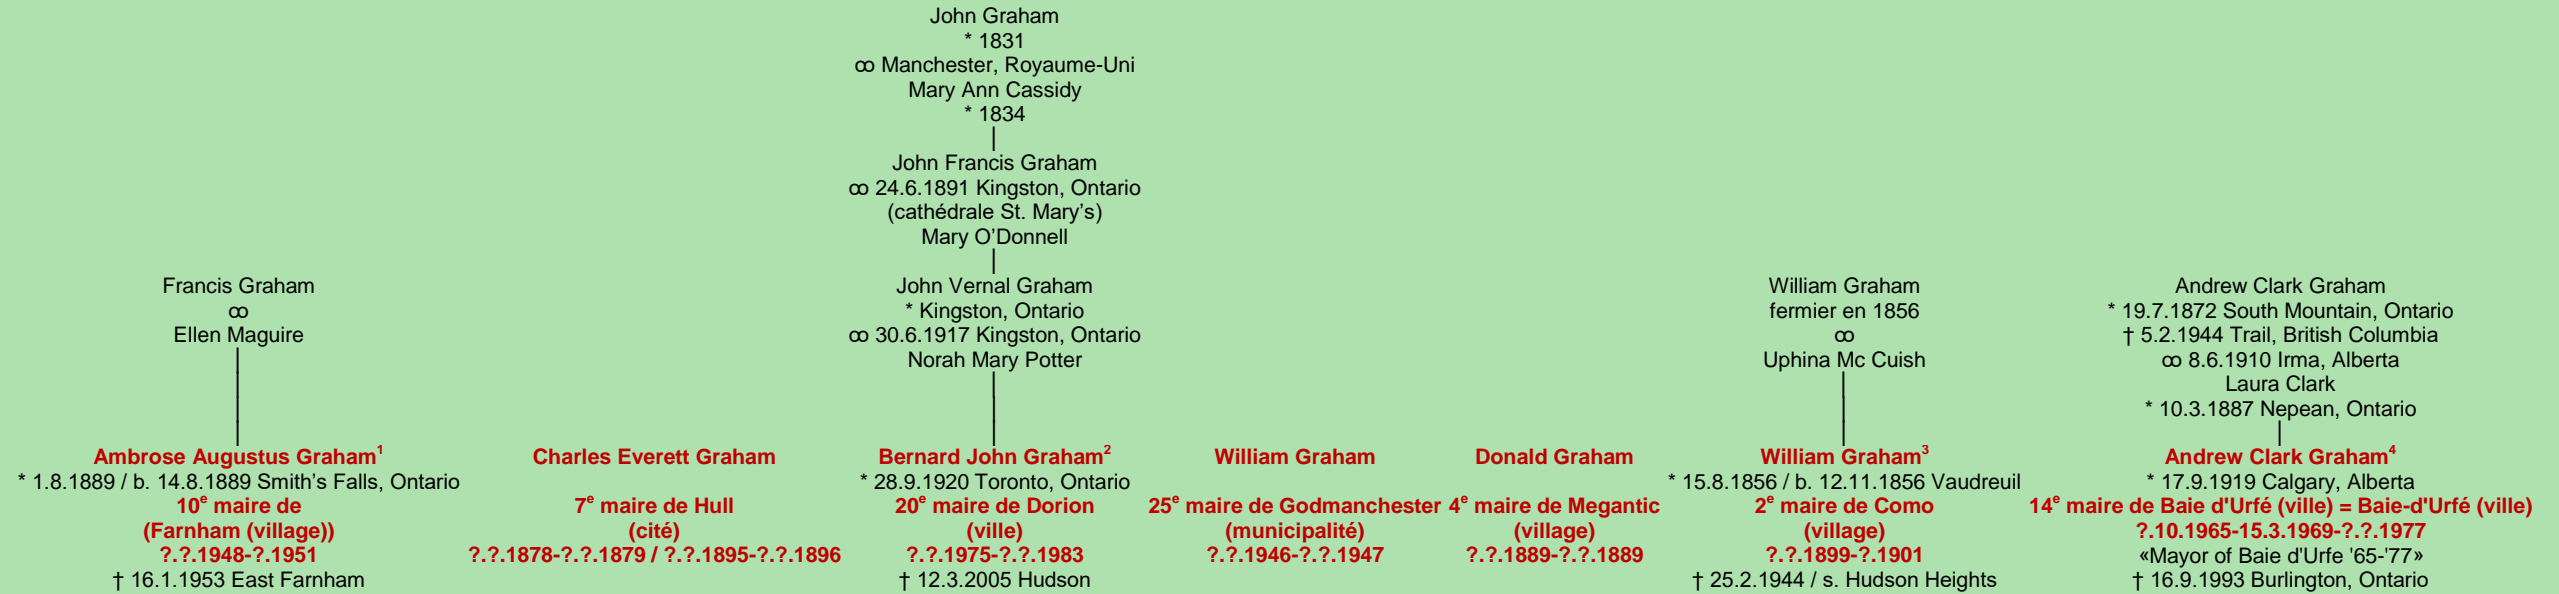 John Graham
* 1831
ꝏ Manchester, Royaume-Uni
Mary Ann Cassidy
* 1834
John Francis Graham
ꝏ 24.6.1891 Kingston, Ontario
(cathédrale St. Mary’s)
Mary O’Donnell
Francis Graham
ꝏ
Ellen Maguire
John Vernal Graham
* Kingston, Ontario
ꝏ 30.6.1917 Kingston, Ontario
Norah Mary Potter
William Graham
fermier en 1856
ꝏ
Uphina Mc Cuish
Andrew Clark Graham
* 19.7.1872 South Mountain, Ontario
† 5.2.1944 Trail, British Columbia
ꝏ 8.6.1910 Irma, Alberta
Laura Clark
* 10.3.1887 Nepean, Ontario
Ambrose Augustus Graham¹
* 1.8.1889 / b. 14.8.1889 Smith’s Falls, Ontario
10e maire de
(Farnham (village))
?.?.1948-?.1951
† 16.1.1953 East Farnham
Charles Everett Graham
7e maire de Hull
(cité)
?.?.1878-?.?.1879 / ?.?.1895-?.?.1896
Bernard John Graham²
* 28.9.1920 Toronto, Ontario
20e maire de Dorion
(ville)
?.?.1975-?.?.1983
† 12.3.2005 Hudson
William Graham
25e maire de Godmanchester
(municipalité)
?.?.1946-?.?.1947
Donald Graham
4e maire de Megantic
(village)
?.?.1889-?.?.1889
William Graham³
* 15.8.1856 / b. 12.11.1856 Vaudreuil
2e maire de Como
(village)
?.?.1899-?.1901
† 25.2.1944 / s. Hudson Heights
Andrew Clark Graham⁴
* 17.9.1919 Calgary, Alberta
14e maire de Baie d'Urfé (ville) = Baie-d'Urfé (ville)
?.10.1965-15.3.1969-?.?.1977
«Mayor of Baie d'Urfe '65-'77»
† 16.9.1993 Burlington, Ontario